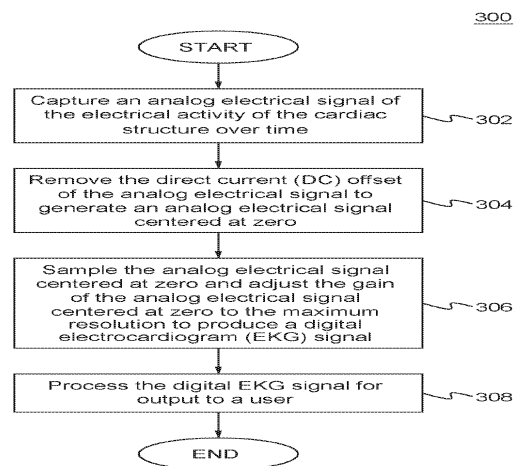 300
START
Capture an analog electrical signal of
the electrical activity of the cardiac
structure over time
302
Remove the direct current (DC) offset
of the analog electrical signal to
generate an analog electrical signal
centered at zero
304
Sample the analog electrical signal
centered at zero and adjust the gain
of the analog electrical signal
centered at zero to the maximum
resolution to produce a digital
electrocardiogram (EKG) signal
306
Process the digital EKG signal for
output to a user
308
END